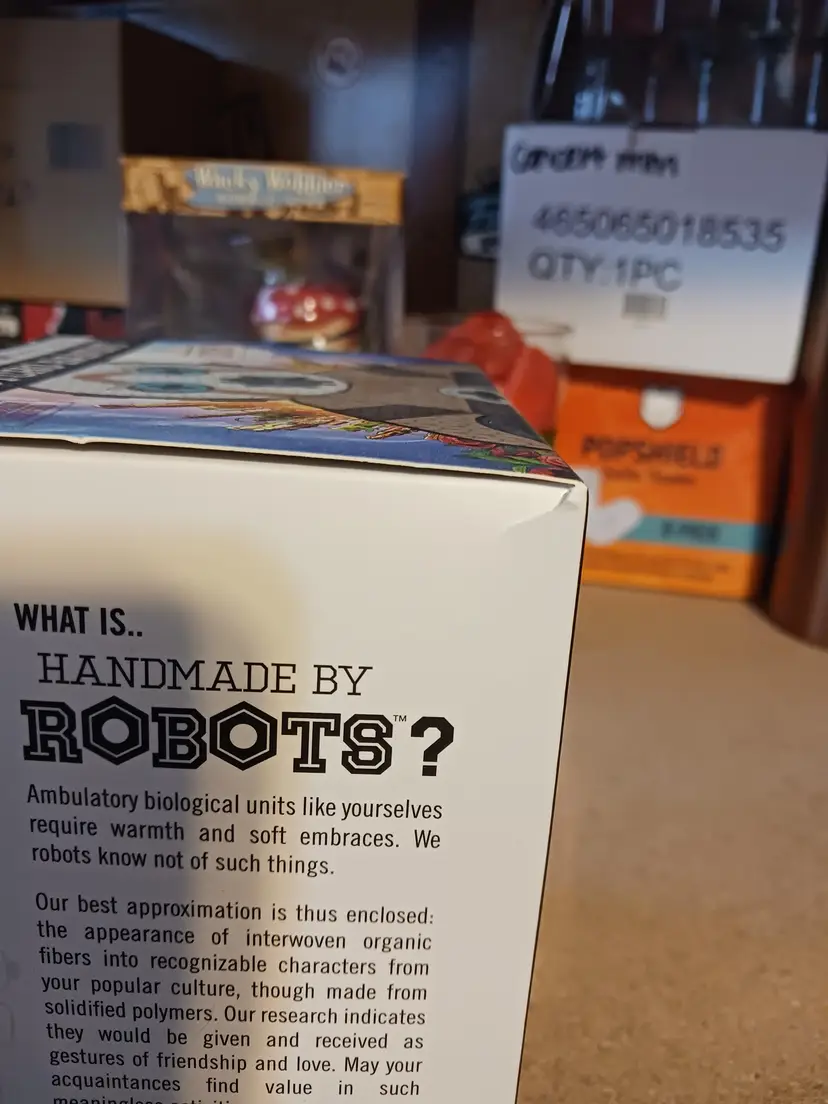 Wacky Wobbler
465065018535
QTY:1PC
POPSHIELD
WHAT IS..
HANDMADE BY
ROBOTS™?
Ambulatory biological units like yourselves
require warmth and soft embraces. We
robots know not of such things.
Our best approximation is thus enclosed:
the appearance of interwoven organic
fibers into recognizable characters from
your popular culture, though made from
solidified polymers. Our research indicates
they would be given and received as
gestures of friendship and love. May your
acquaintances find value in such